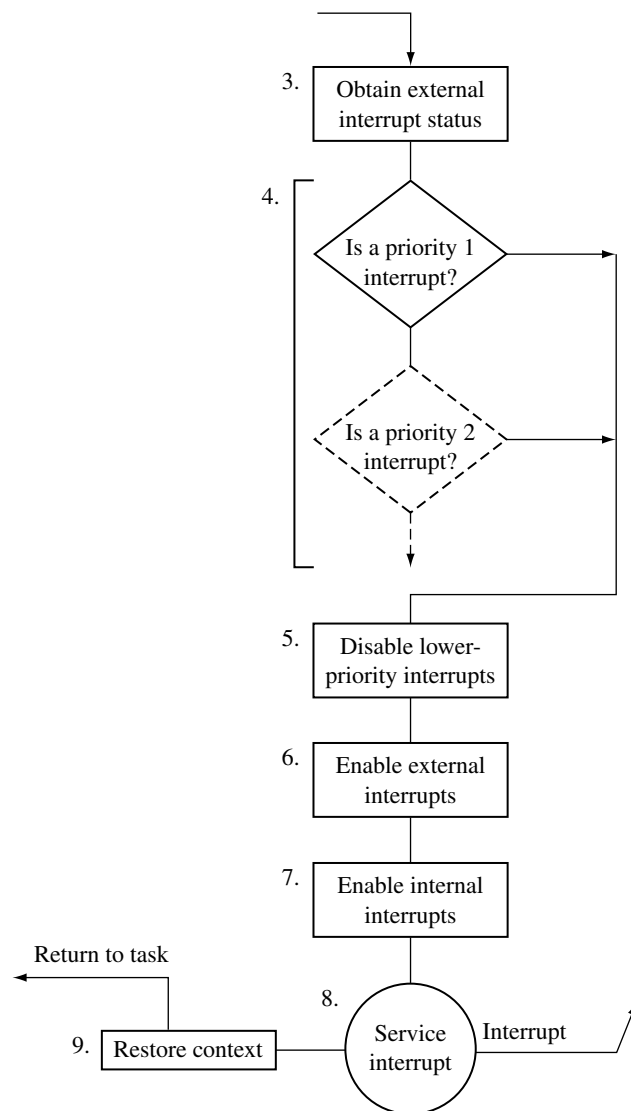 3.
Obtain external
interrupt status
4.
Is a priority 1
interrupt?
Is a priority 2
interrupt?
5.
Disable lower-
priority interrupts
6.
Enable external
interrupts
7.
Enable internal
interrupts
Return to task
8.
Service
interrupt
Interrupt
9.
Restore context